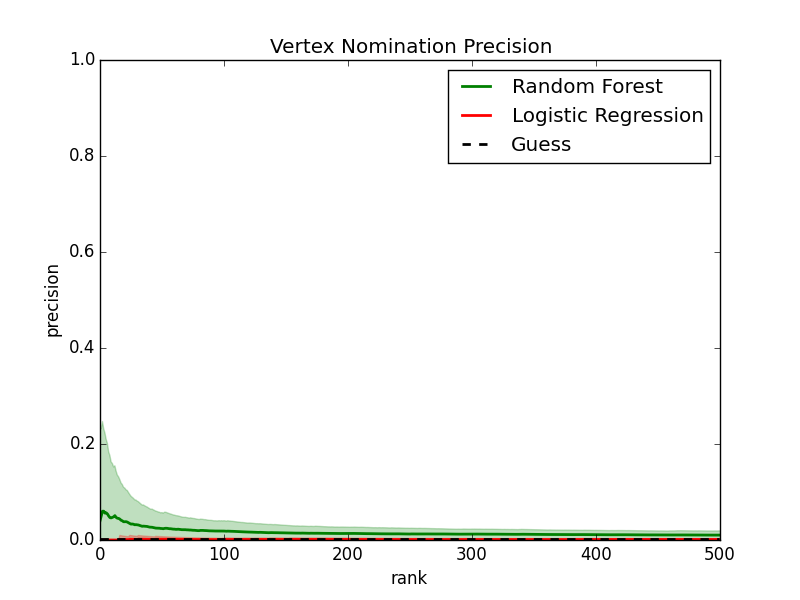 Vertex Nomination Precision
1.0
0.8
0.6
0.4
0.2
0.0
precision
Random Forest
Logistic Regression
Guess
0 100 200 300 400 500
rank